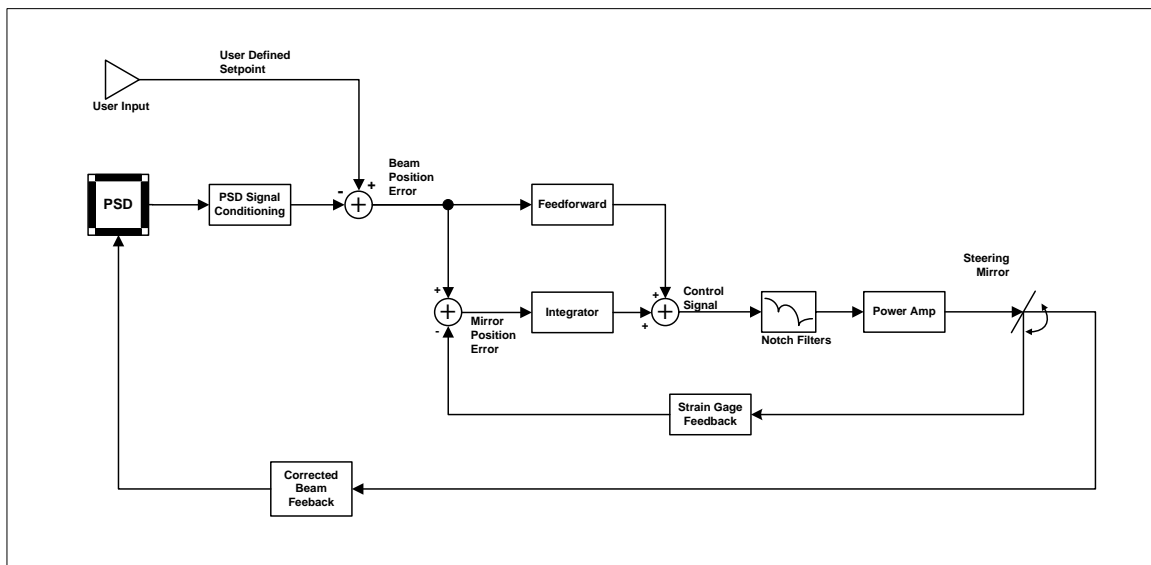 User Defined
Setpoint
User Input
PSD
PSD Signal
Conditioning
-
+
Beam
Position
Error
Feedforward
Steering
Mirror
+
-
Mirror
Position
Error
Integrator
+
+
Control
Signal
Notch Filters
Power Amp
Strain Gage
Feedback
Corrected
Beam
Feeback